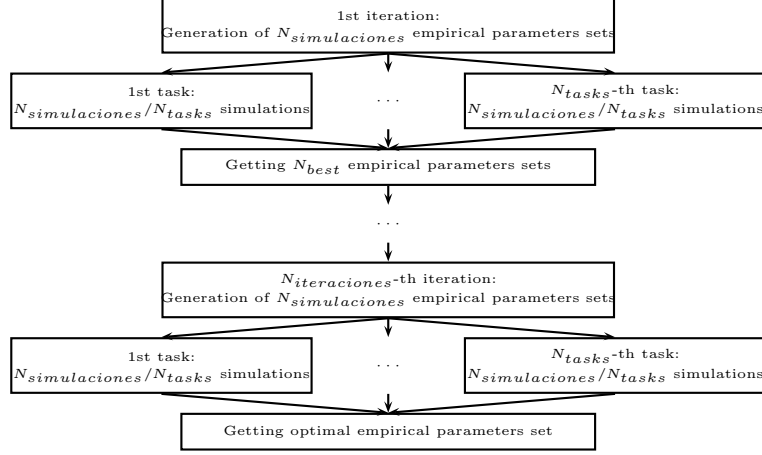 1st iteration:
Generation of N_simulaciones empirical parameters sets
1st task:
N_simulaciones/N_tasks simulations
...
N_tasks-th task:
N_simulaciones/N_tasks simulations
Getting N_best empirical parameters sets
...
N_iteraciones-th iteration:
Generation of N_simulaciones empirical parameters sets
1st task:
N_simulaciones/N_tasks simulations
...
N_tasks-th task:
N_simulaciones/N_tasks simulations
Getting optimal empirical parameters set